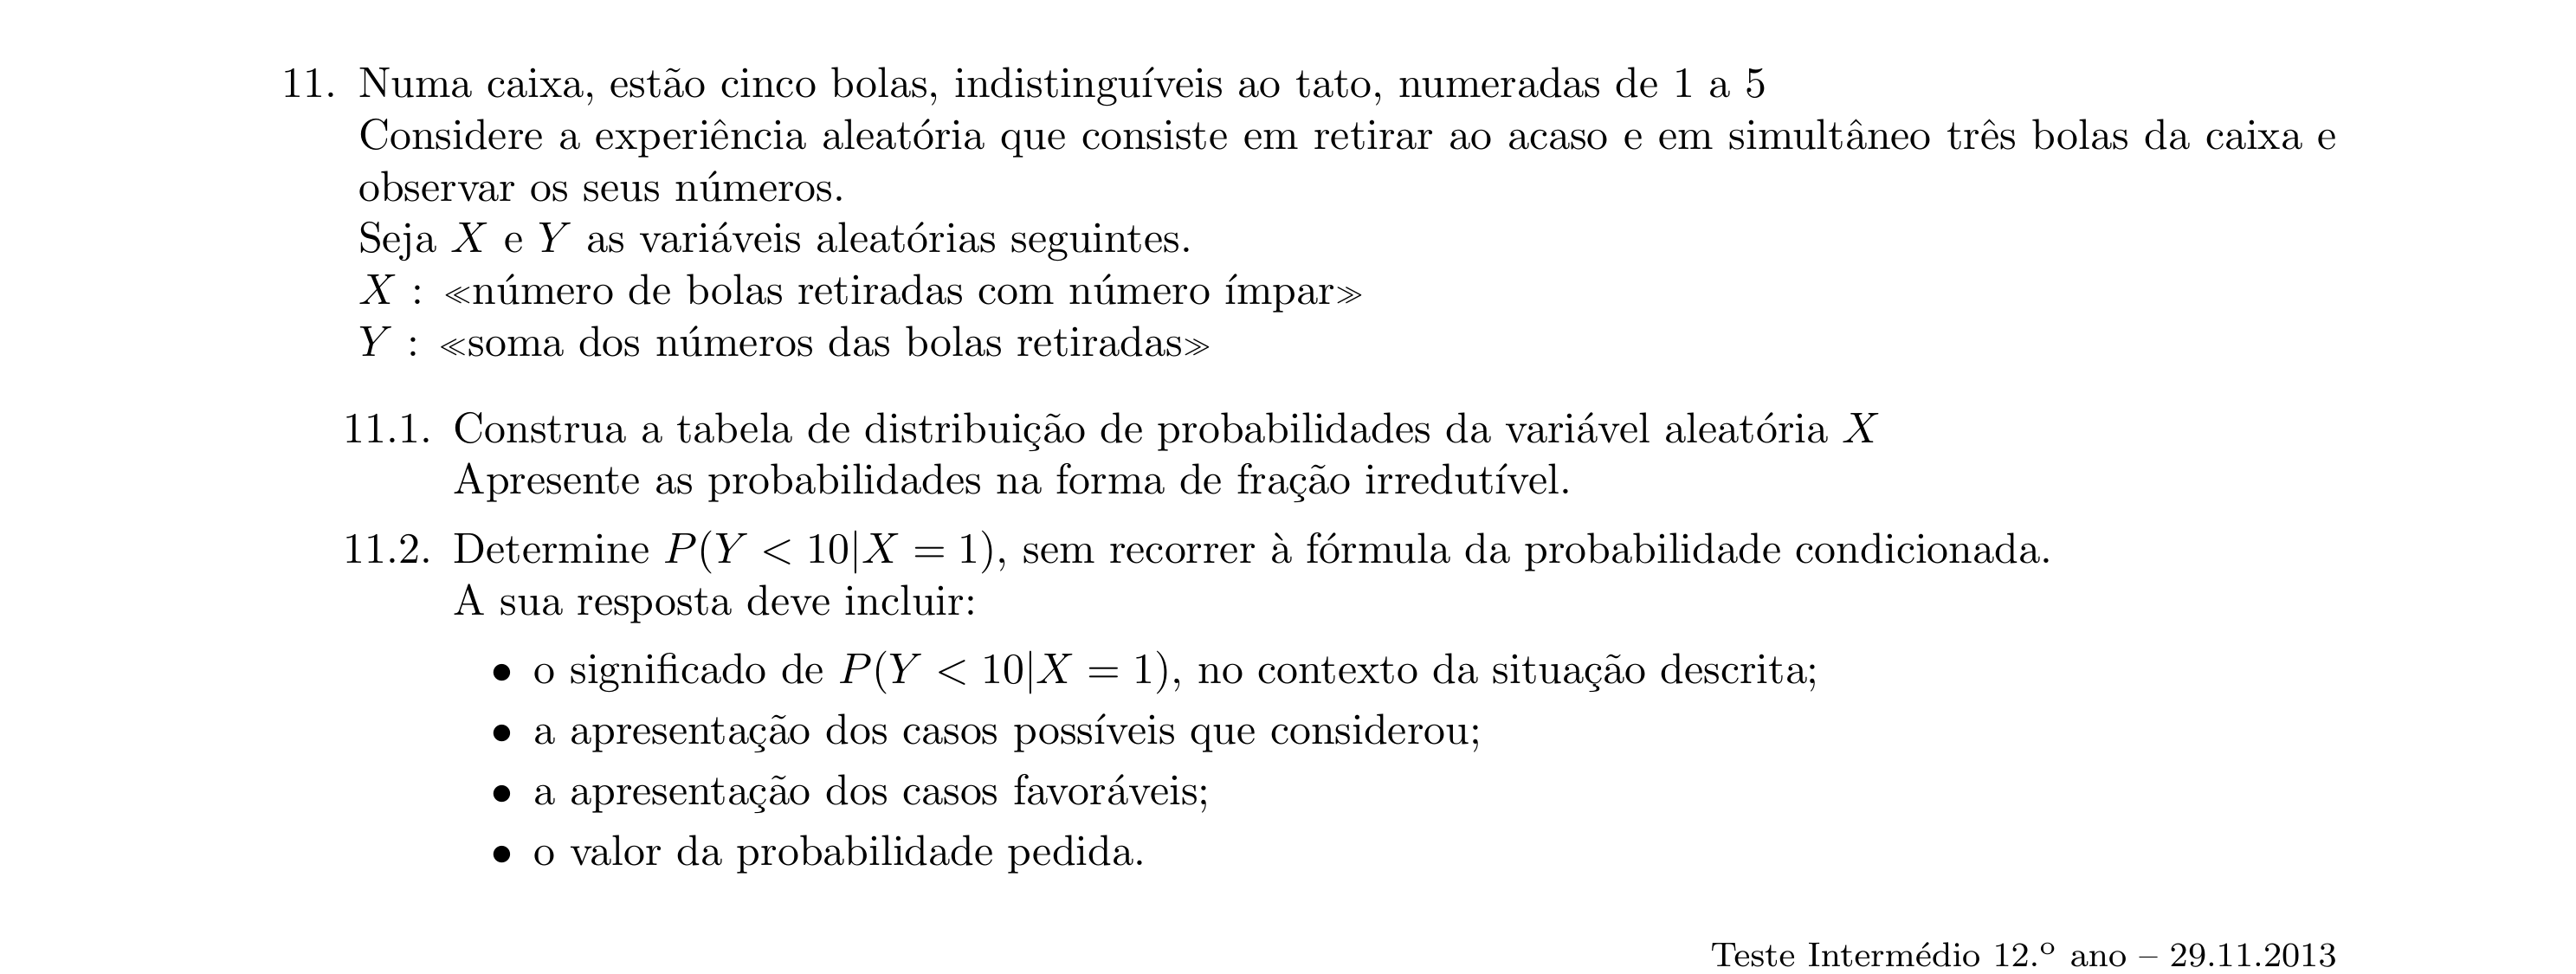 11. Numa caixa, estão cinco bolas, indistinguíveis ao tato, numeradas de 1 a 5
Considere a experiência aleatória que consiste em retirar ao acaso e em simultâneo três bolas da caixa e
observar os seus números.
Seja X e Y as variáveis aleatórias seguintes.
X : ≪número de bolas retiradas com número ímpar≫
Y : ≪soma dos números das bolas retiradas≫
11.1. Construa a tabela de distribuição de probabilidades da variável aleatória X
Apresente as probabilidades na forma de fração irredutível.
11.2. Determine P(Y < 10|X = 1), sem recorrer à fórmula da probabilidade condicionada.
A sua resposta deve incluir:
• o significado de P(Y < 10|X = 1), no contexto da situação descrita;
• a apresentação dos casos possíveis que considerou;
• a apresentação dos casos favoráveis;
• o valor da probabilidade pedida.
Teste Intermédio 12.º ano – 29.11.2013